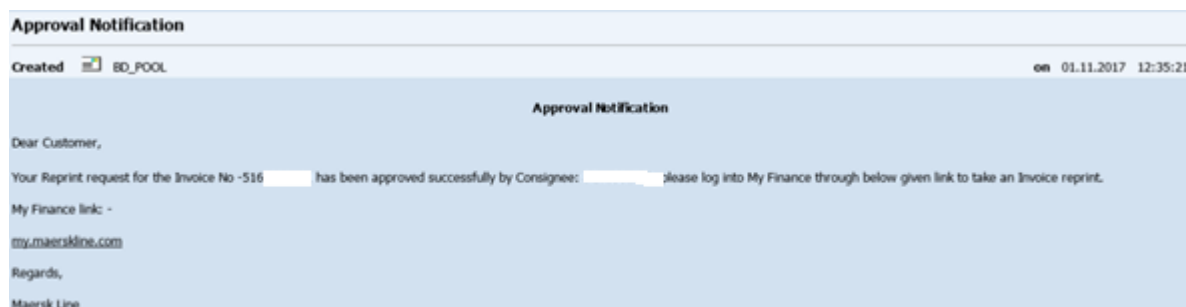 Approval Notification
Created BD_POOL on 01.11.2017 12:35:21
Approval Notification
Dear Customer,
Your Reprint request for the Invoice No -516 has been approved successfully by Consignee: please log into My Finance through below given link to take an Invoice reprint.
My Finance link: -
my.maerskline.com
Regards,
Maersk Line